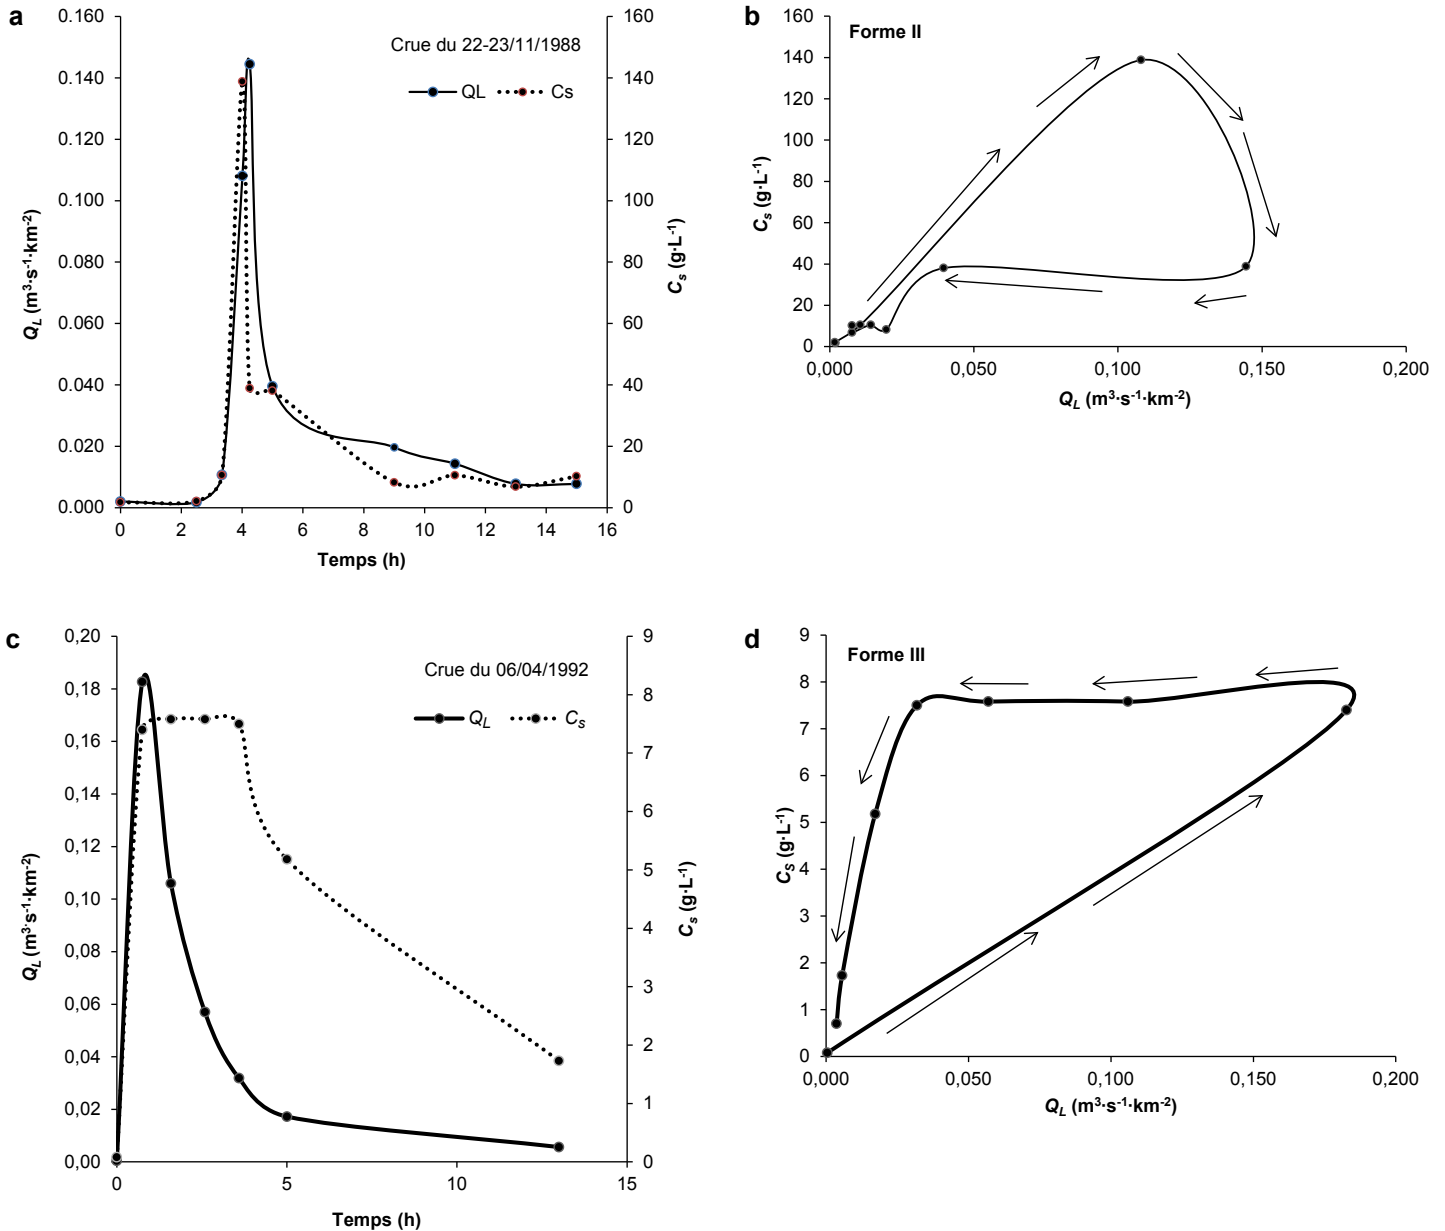 a
0.160
0.140
0.120
0.100
0.080
0.060
0.040
0.020
0.000
Q_L (m³·s⁻¹·km⁻²)
Crue du 22-23/11/1988
QL Cs
160
140
120
100
80
60
40
20
0
C_s (g·L⁻¹)
0 2 4 6 8 10 12 14 16
Temps (h)
b
Forme II
160
140
120
100
80
60
40
20
0
C_s (g·L⁻¹)
0,000 0,050 0,100 0,150 0,200
Q_L (m³·s⁻¹·km⁻²)
c
0,20
0,18
0,16
0,14
0,12
0,10
0,08
0,06
0,04
0,02
0,00
Q_L (m³·s⁻¹·km⁻²)
Crue du 06/04/1992
Q_L C_s
9
8
7
6
5
4
3
2
1
0
C_s (g·L⁻¹)
0 5 10 15
Temps (h)
d
Forme III
9
8
7
6
5
4
3
2
1
0
C_S (g·L⁻¹)
0,000 0,050 0,100 0,150 0,200
Q_L (m³·s⁻¹·km⁻²)